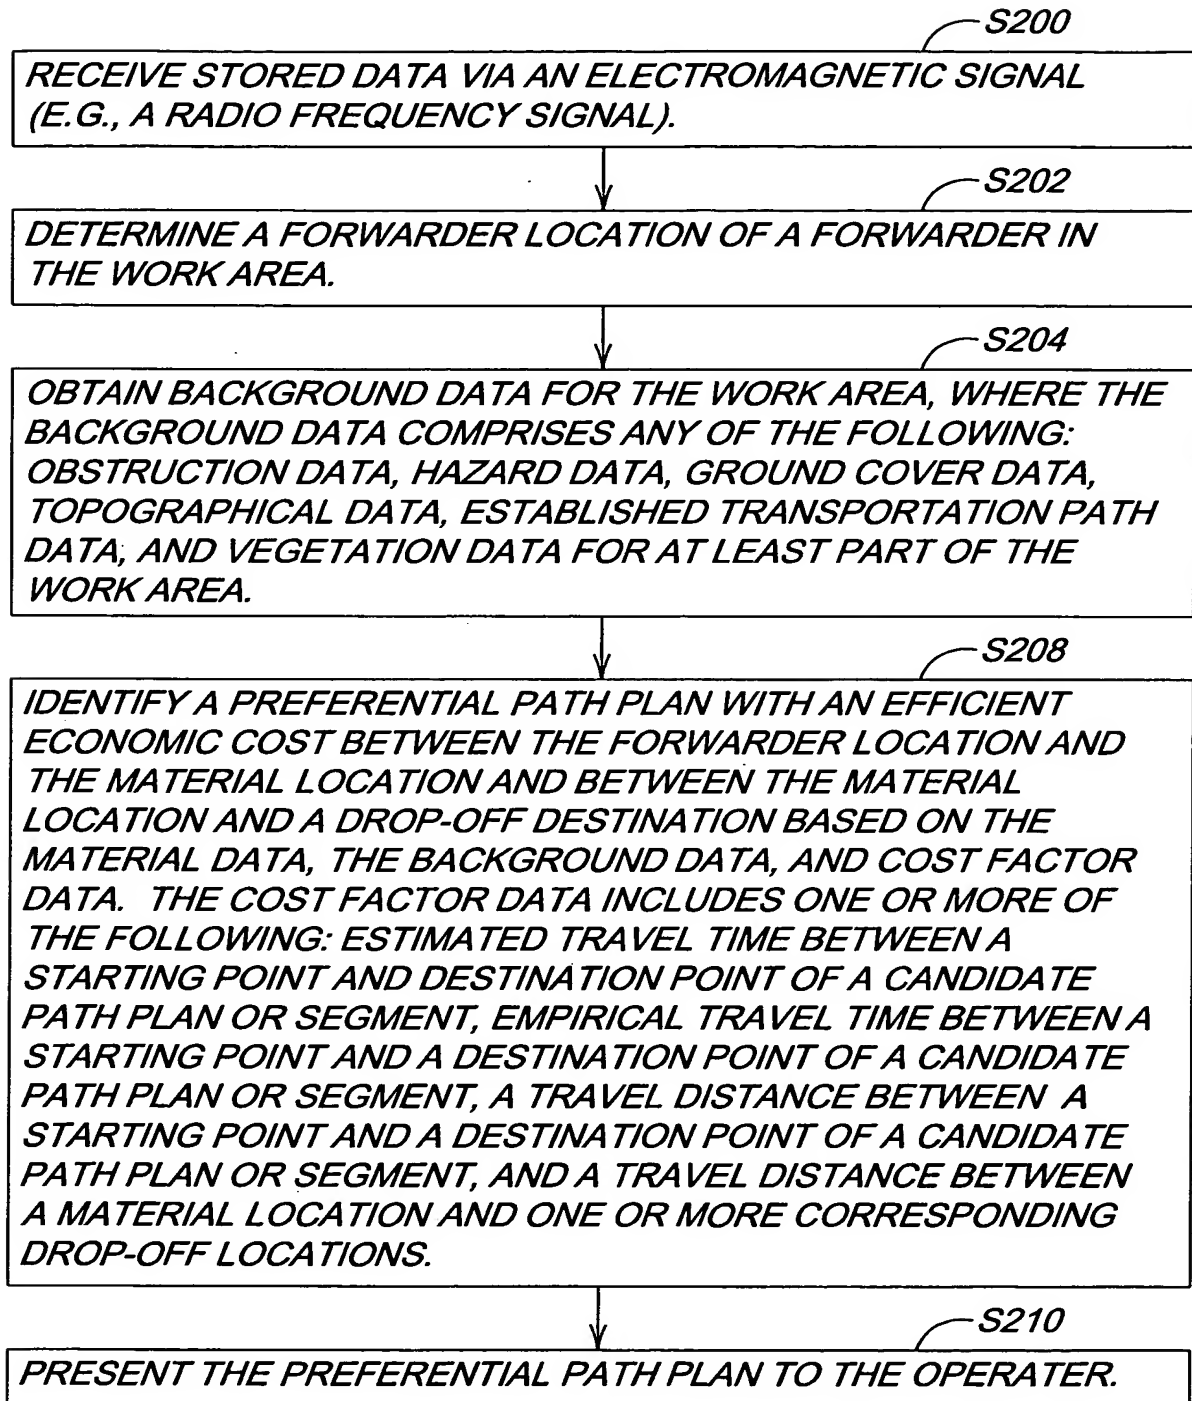 S200
RECEIVE STORED DATA VIA AN ELECTROMAGNETIC SIGNAL
(E.G., A RADIO FREQUENCY SIGNAL).
S202
DETERMINE A FORWARDER LOCATION OF A FORWARDER IN
THE WORK AREA.
S204
OBTAIN BACKGROUND DATA FOR THE WORK AREA, WHERE THE
BACKGROUND DATA COMPRISES ANY OF THE FOLLOWING:
OBSTRUCTION DATA, HAZARD DATA, GROUND COVER DATA,
TOPOGRAPHICAL DATA, ESTABLISHED TRANSPORTATION PATH
DATA, AND VEGETATION DATA FOR AT LEAST PART OF THE
WORK AREA.
S208
IDENTIFY A PREFERENTIAL PATH PLAN WITH AN EFFICIENT
ECONOMIC COST BETWEEN THE FORWARDER LOCATION AND
THE MATERIAL LOCATION AND BETWEEN THE MATERIAL
LOCATION AND A DROP-OFF DESTINATION BASED ON THE
MATERIAL DATA, THE BACKGROUND DATA, AND COST FACTOR
DATA. THE COST FACTOR DATA INCLUDES ONE OR MORE OF
THE FOLLOWING: ESTIMATED TRAVEL TIME BETWEEN A
STARTING POINT AND DESTINATION POINT OF A CANDIDATE
PATH PLAN OR SEGMENT, EMPIRICAL TRAVEL TIME BETWEEN A
STARTING POINT AND A DESTINATION POINT OF A CANDIDATE
PATH PLAN OR SEGMENT, A TRAVEL DISTANCE BETWEEN A
STARTING POINT AND A DESTINATION POINT OF A CANDIDATE
PATH PLAN OR SEGMENT, AND A TRAVEL DISTANCE BETWEEN
A MATERIAL LOCATION AND ONE OR MORE CORRESPONDING
DROP-OFF LOCATIONS.
S210
PRESENT THE PREFERENTIAL PATH PLAN TO THE OPERATER.